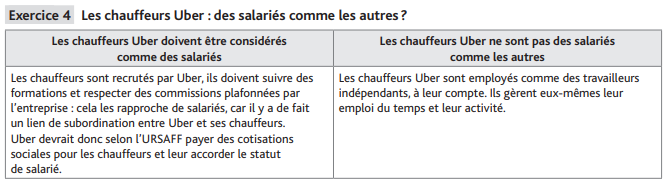 Exercice 4 Les chauffeurs Uber : des salariés comme les autres ?
Les chauffeurs Uber doivent être considérés
comme des salariés
Les chauffeurs Uber ne sont pas des salariés
comme les autres
Les chauffeurs sont recrutés par Uber, ils doivent suivre des
formations et respecter des commissions plafonnées par
l'entreprise : cela les rapproche de salariés, car il y a de fait
un lien de subordination entre Uber et ses chauffeurs.
Uber devrait donc selon l'URSAFF payer des cotisations
sociales pour les chauffeurs et leur accorder le statut
de salarié.
Les chauffeurs Uber sont employés comme des travailleurs
indépendants, à leur compte. Ils gèrent eux-mêmes leur
emploi du temps et leur activité.